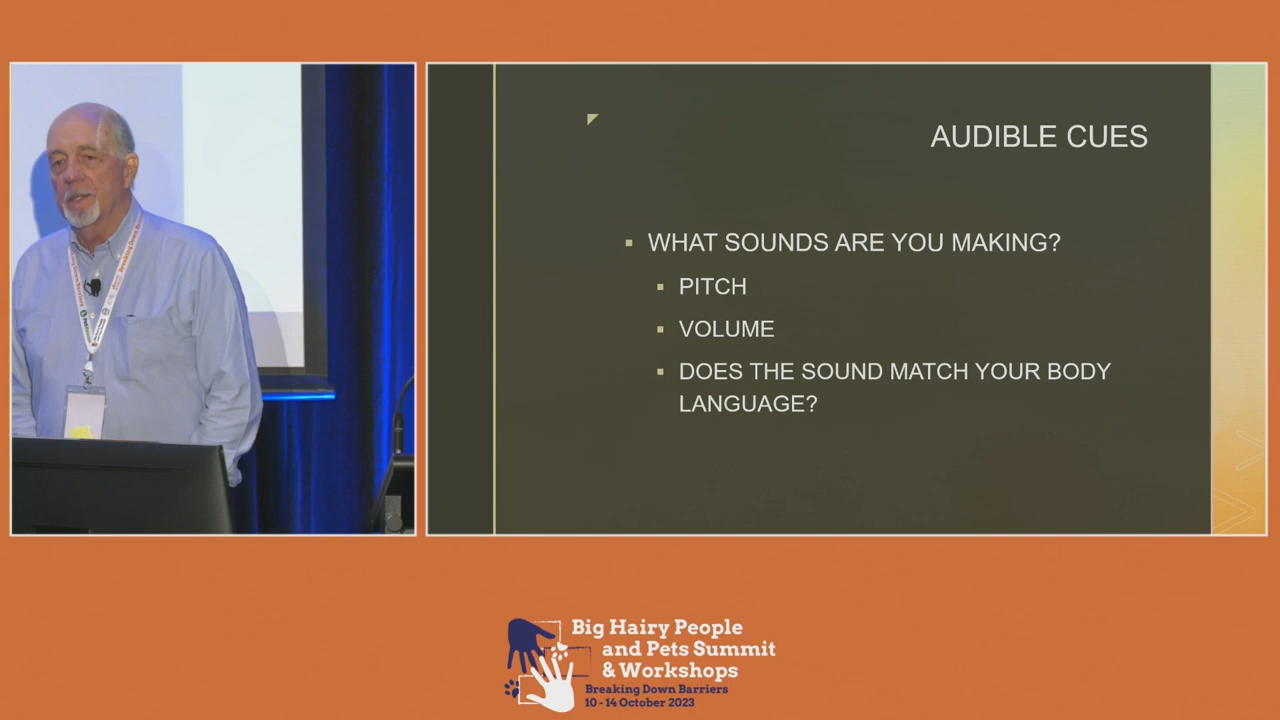 AUDIBLE CUES
WHAT SOUNDS ARE YOU MAKING?
PITCH
VOLUME
DOES THE SOUND MATCH YOUR BODY
LANGUAGE?
Big Hairy People
and Pets Summit
& Workshops
Breaking Down Barriers
10 - 14 October 2023